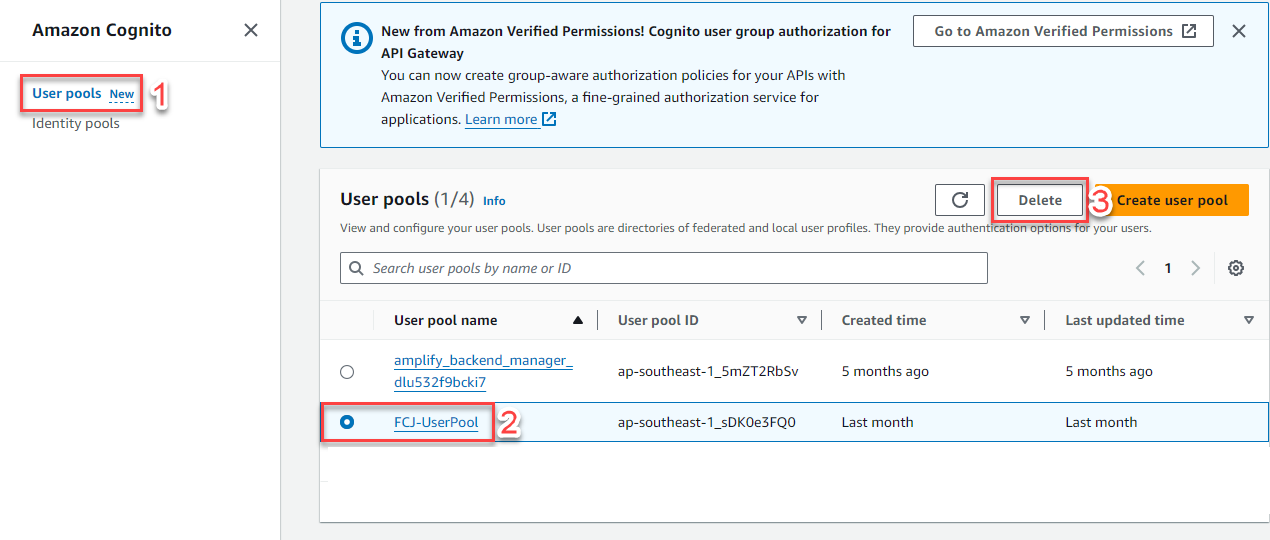 Amazon Cognito
User pools New 1
Identity pools
New from Amazon Verified Permissions! Cognito user group authorization for
API Gateway
You can now create group-aware authorization policies for your APIs with
Amazon Verified Permissions, a fine-grained authorization service for
applications. Learn more
Go to Amazon Verified Permissions
User pools (1/4) Info
Delete 3 Create user pool
View and configure your user pools. User pools are directories of federated and local user profiles. They provide authentication options for your users.
Search user pools by name or ID
1
User pool name User pool ID Created time Last updated time
amplify_backend_manager_
dlu532f9bcki7
ap-southeast-1_5mZT2RbSv 5 months ago 5 months ago
FCJ-UserPool 2 ap-southeast-1_sDK0e3FQ0 Last month Last month